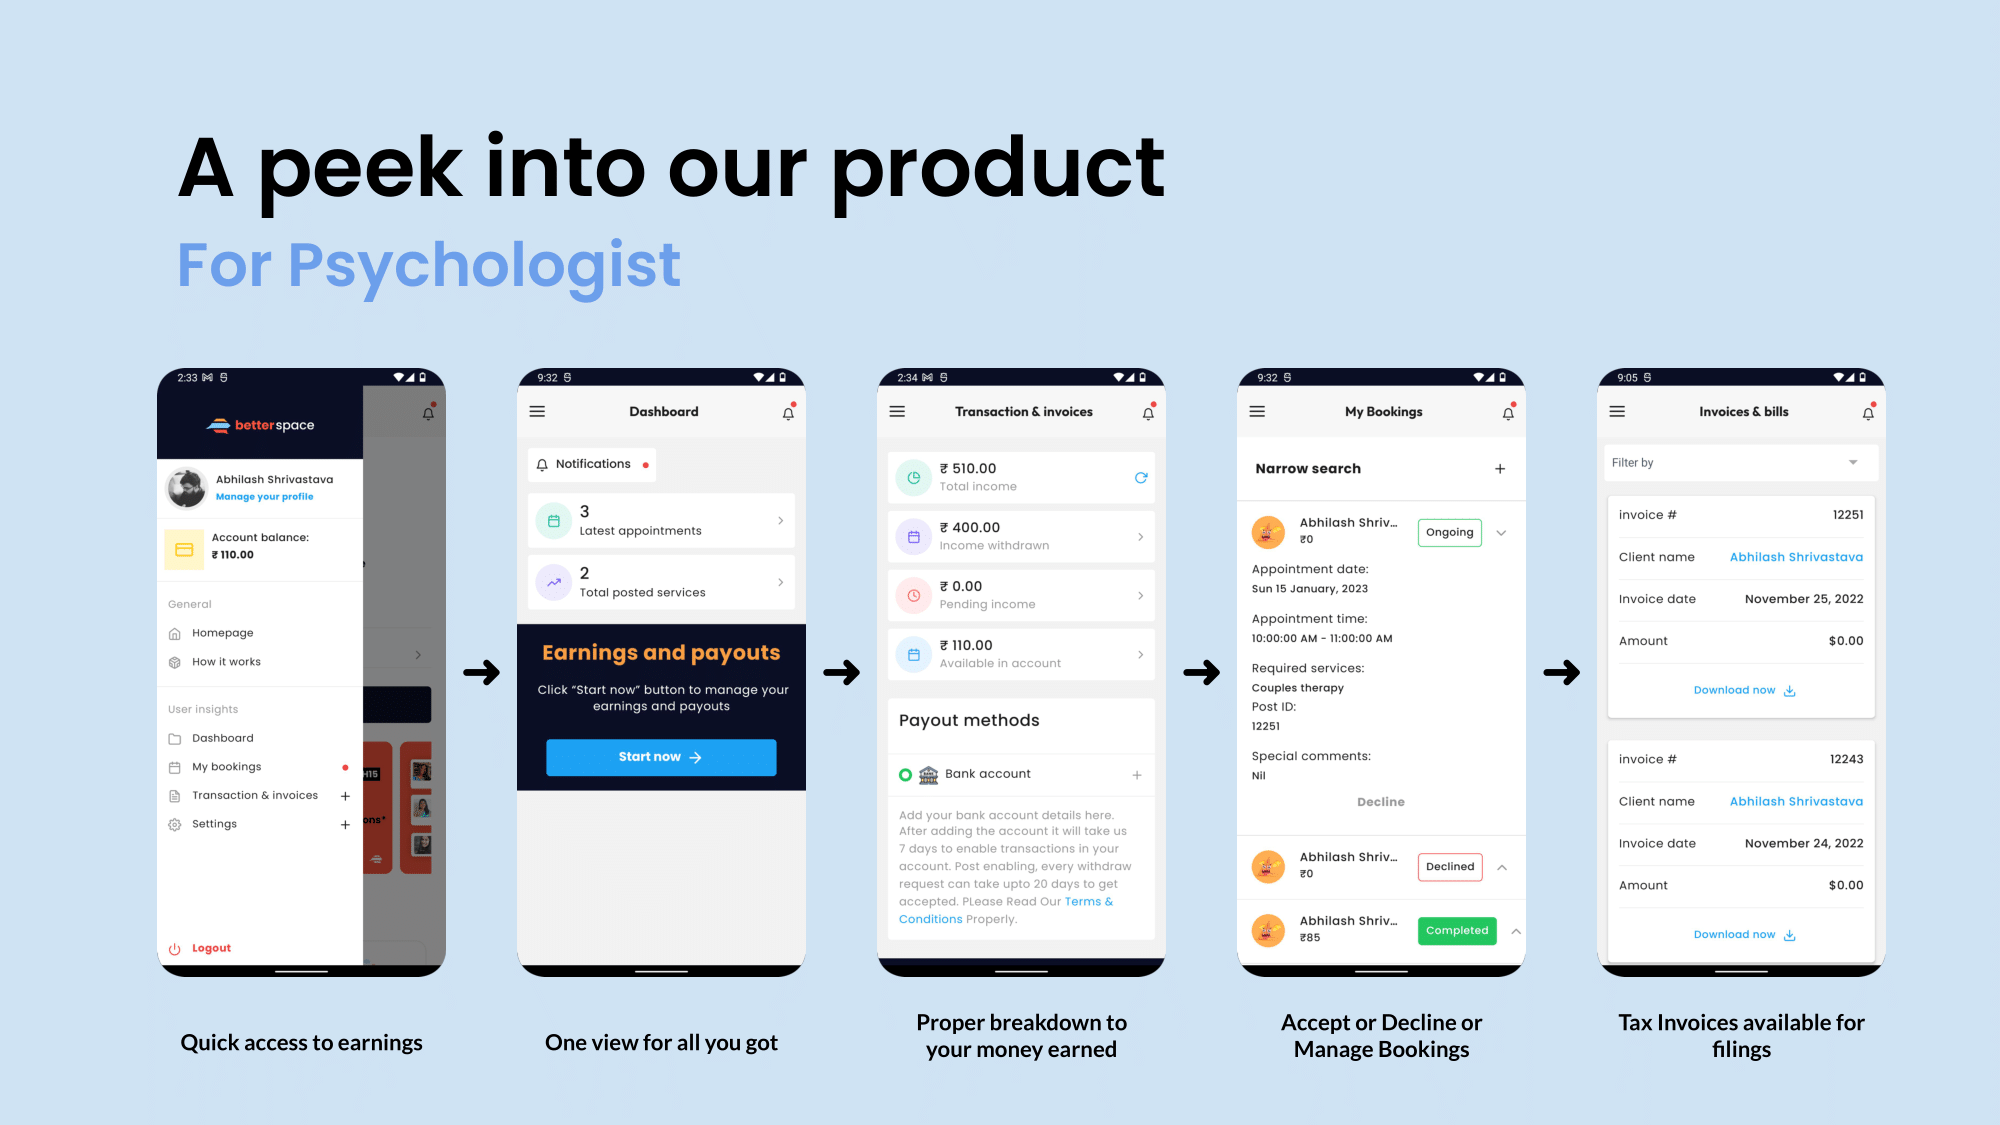 A peek into our product
For Psychologist
2:33
betterspace
Abhilash Shrivastava
Manage your profile
Account balance:
₹ 110.00
General
Homepage
How it works
User insights
Dashboard
My bookings
Transaction & invoices
Settings
Logout
H15
ons*
Quick access to earnings
9:32
Dashboard
Notifications
3
Latest appointments
2
Total posted services
Earnings and payouts
Click “Start now” button to manage your
earnings and payouts
Start now
One view for all you got
2:34
Transaction & invoices
₹ 510.00
Total income
₹ 400.00
Income withdrawn
₹ 0.00
Pending income
₹ 110.00
Available in account
Payout methods
Bank account
Add your bank account details here.
After adding the account it will take us
7 days to enable transactions in your
account. Post enabling, every withdraw
request can take upto 20 days to get
accepted. PLease Read Our Terms &
Conditions Properly.
Proper breakdown to
your money earned
9:32
My Bookings
Narrow search
Abhilash Shriv...
₹0
Ongoing
Appointment date:
Sun 15 January, 2023
Appointment time:
10:00:00 AM - 11:00:00 AM
Required services:
Couples therapy
Post ID:
12251
Special comments:
Nil
Decline
Abhilash Shriv...
₹0
Declined
Abhilash Shriv...
₹85
Completed
Accept or Decline or
Manage Bookings
9:05
Invoices & bills
Filter by
invoice # 12251
Client name Abhilash Shrivastava
Invoice date November 25, 2022
Amount $0.00
Download now
invoice # 12243
Client name Abhilash Shrivastava
Invoice date November 24, 2022
Amount $0.00
Download now
Tax Invoices available for
filings